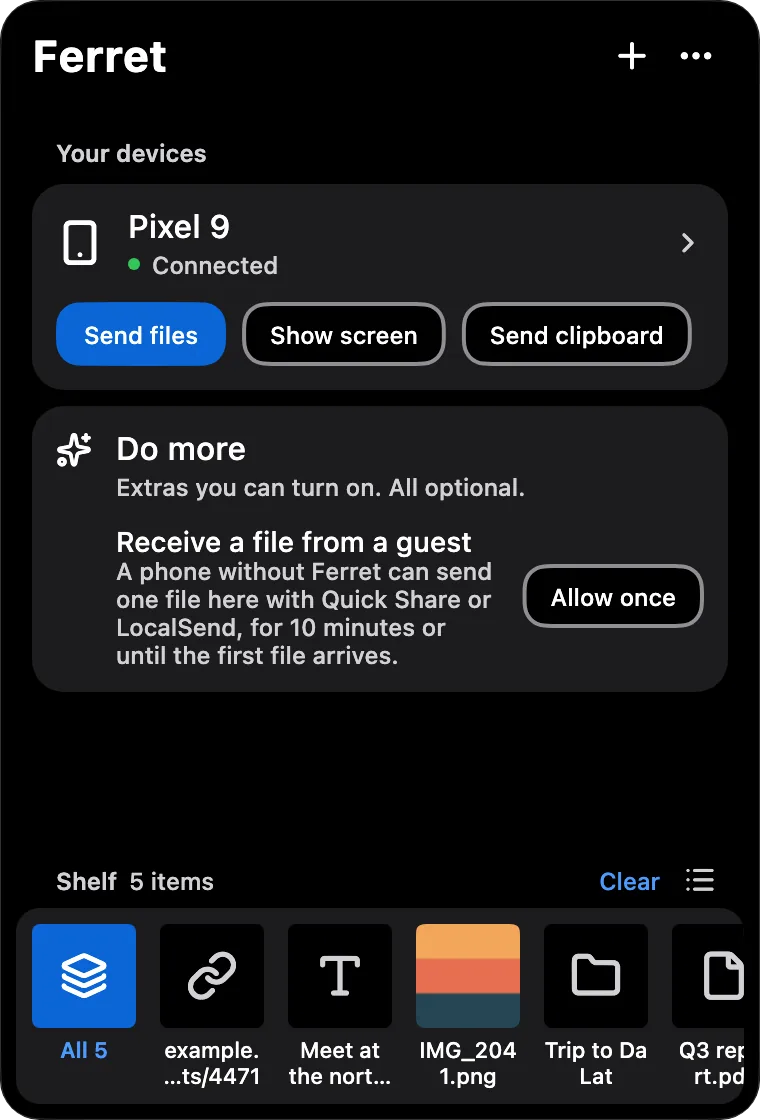 Ferret
Your devices
Pixel 9
Connected
Send files
Show screen
Send clipboard
Do more
Extras you can turn on. All optional.
Receive a file from a guest
A phone without Ferret can send
one file here with Quick Share or
LocalSend, for 10 minutes or
until the first file arrives.
Allow once
Shelf 5 items
Clear
All 5
example.
...ts/4471
Meet at
the nort...
IMG_204
1.png
Trip to Da
Lat
Q3 rep
rt.pd